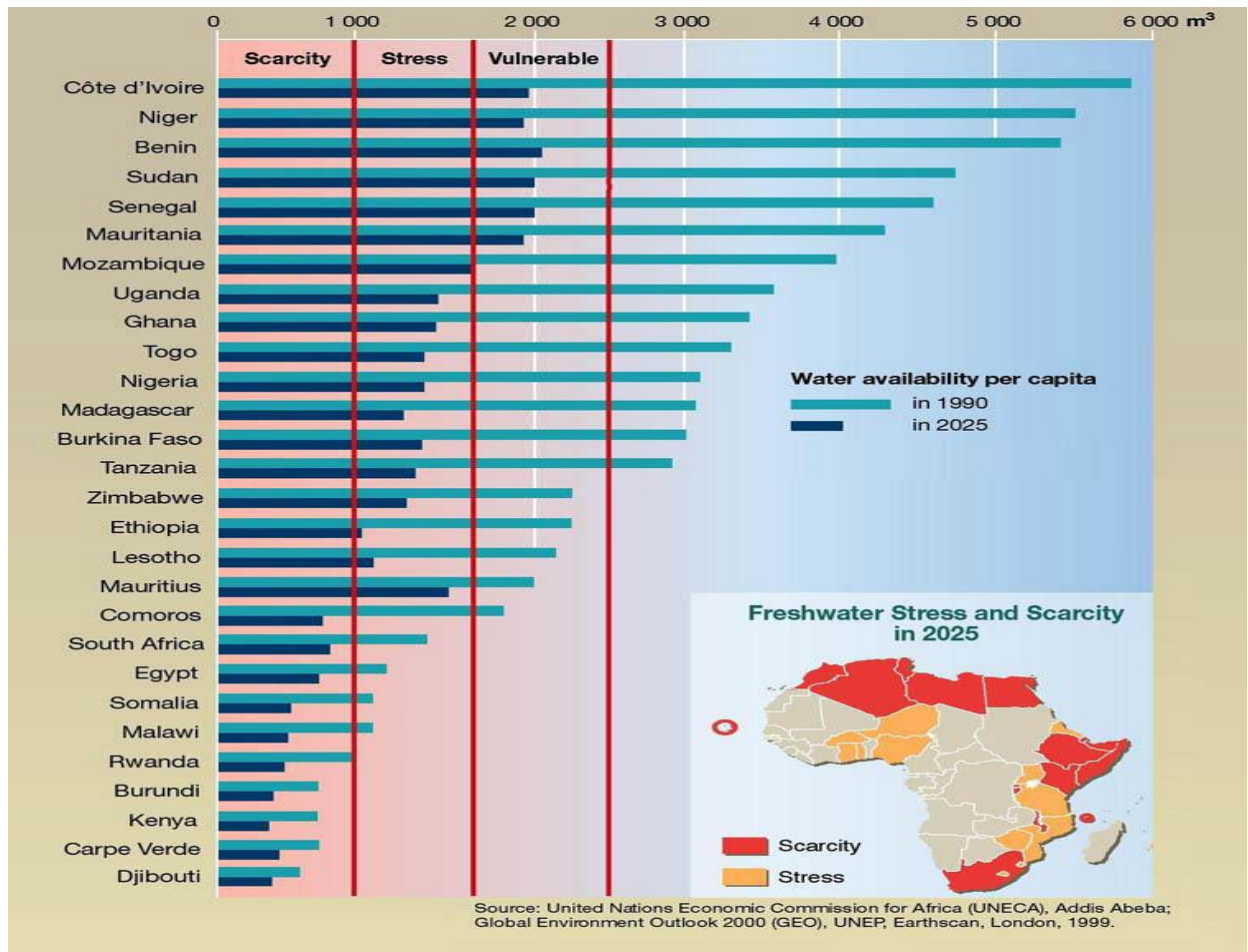 0 1 000 2 000 3 000 4 000 5 000 6 000 m³
Scarcity Stress Vulnerable
Côte d'Ivoire
Niger
Benin
Sudan
Senegal
Mauritania
Mozambique
Uganda
Ghana
Togo
Nigeria
Madagascar
Burkina Faso
Tanzania
Zimbabwe
Ethiopia
Lesotho
Mauritius
Comoros
South Africa
Egypt
Somalia
Malawi
Rwanda
Burundi
Kenya
Carpe Verde
Djibouti
Water availability per capita
in 1990
in 2025
Freshwater Stress and Scarcity
in 2025
Scarcity
Stress
Source: United Nations Economic Commission for Africa (UNECA), Addis Abeba;
Global Environment Outlook 2000 (GEO), UNEP, Earthscan, London, 1999.